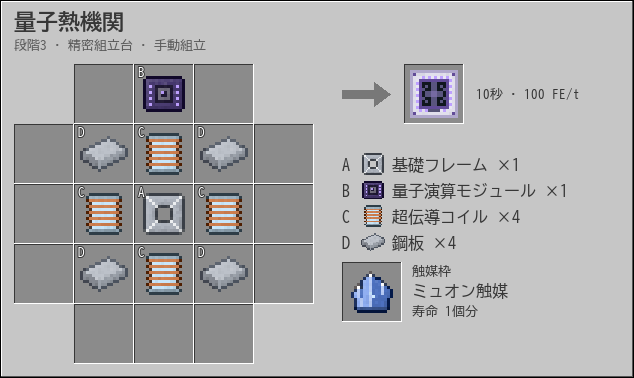 量子熱機関
段階3 · 精密組立台 · 手動組立
B
D C D
C A C
D C D
10秒 · 100 FE/t
A 基礎フレーム ×1
B 量子演算モジュール ×1
C 超伝導コイル ×4
D 鋼板 ×4
触媒枠
ミュオン触媒
寿命 1個分